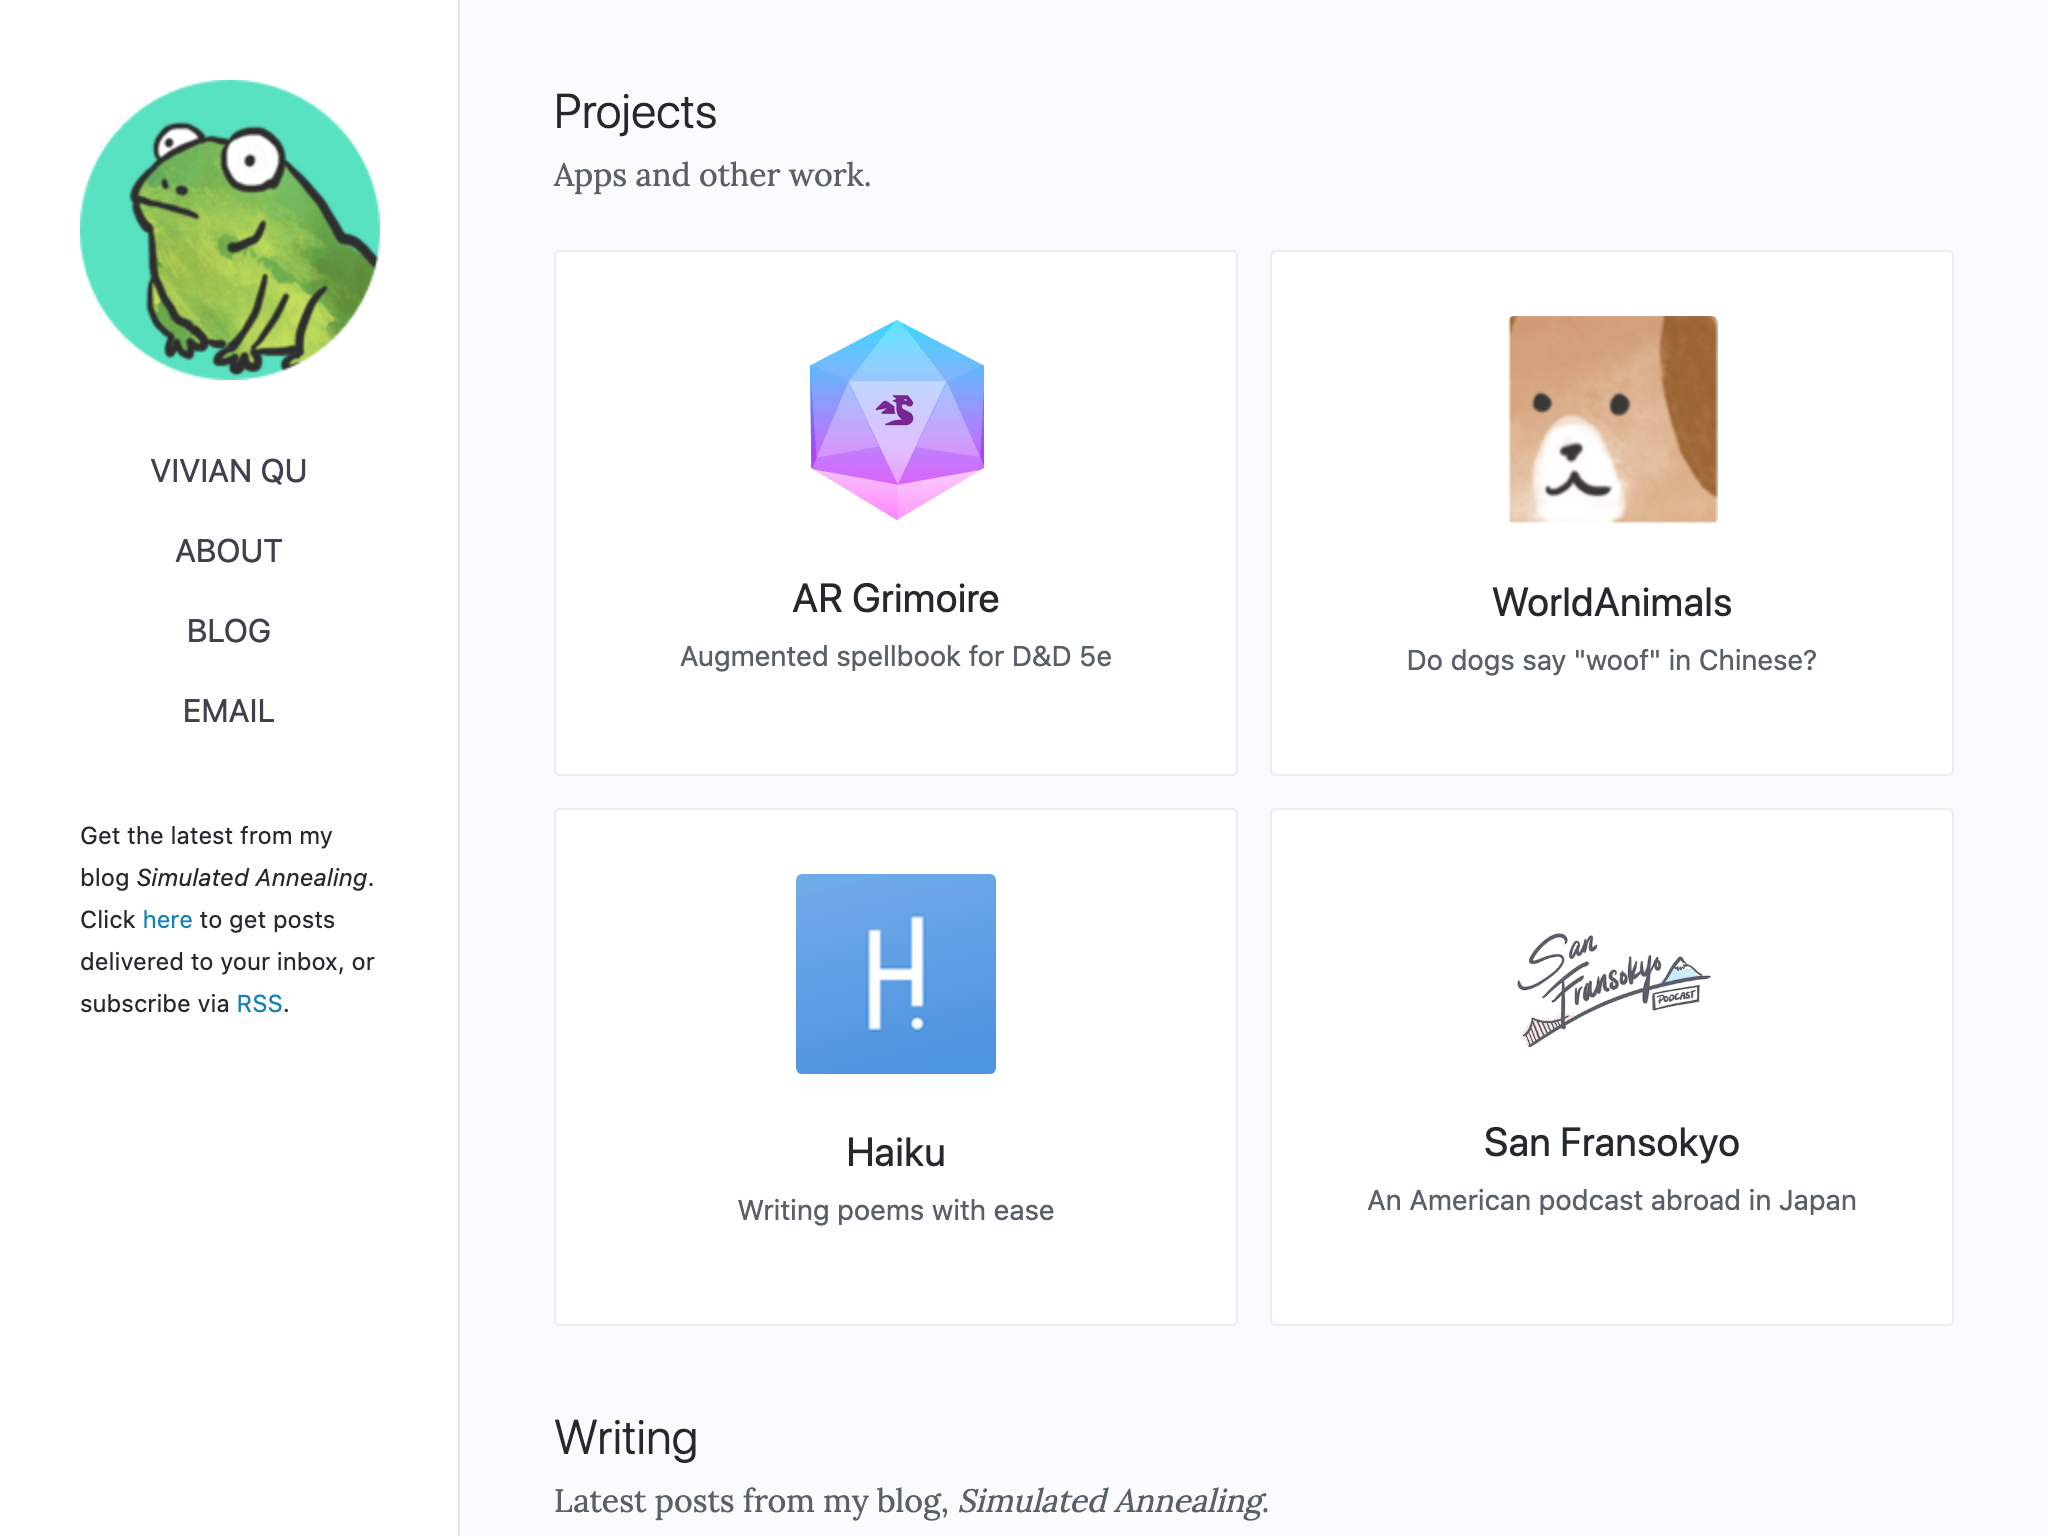 VIVIAN QU
ABOUT
BLOG
EMAIL
Get the latest from my
blog Simulated Annealing.
Click here to get posts
delivered to your inbox, or
subscribe via RSS.
Projects
Apps and other work.
AR Grimoire
Augmented spellbook for D&D 5e
WorldAnimals
Do dogs say "woof" in Chinese?
H
Haiku
Writing poems with ease
San
Fransokyo
PODCAST
San Fransokyo
An American podcast abroad in Japan
Writing
Latest posts from my blog, Simulated Annealing.